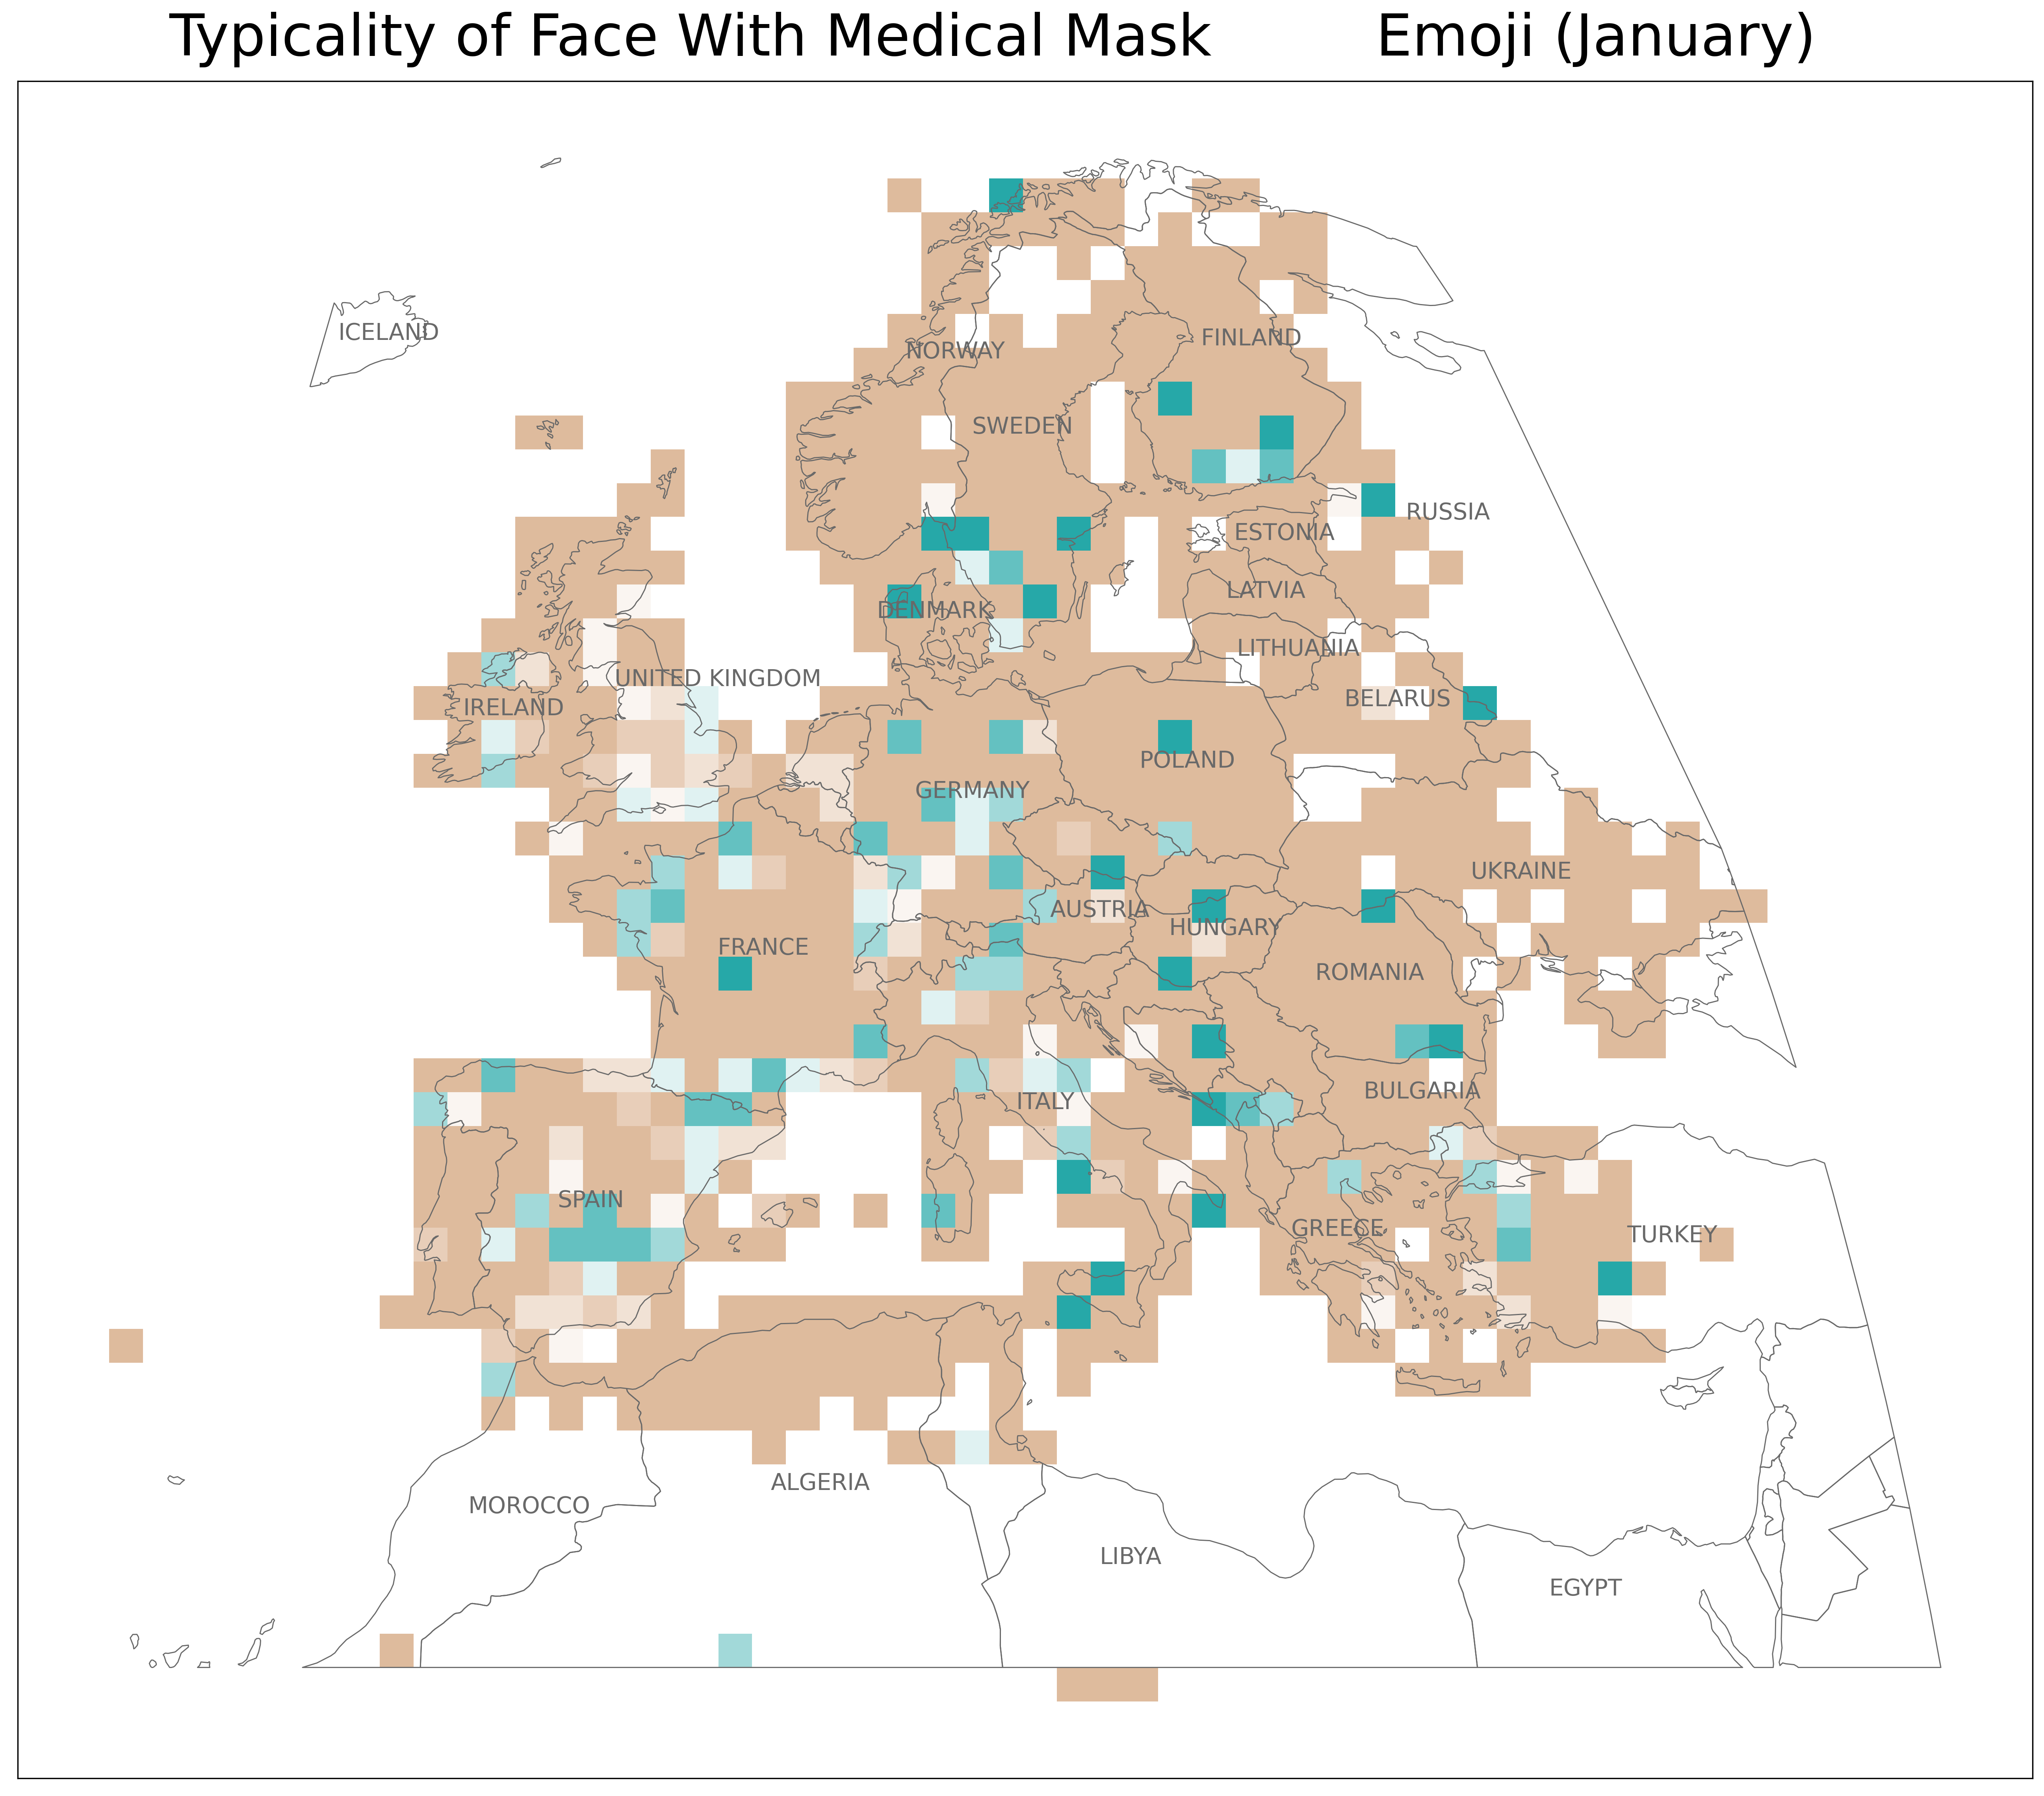 Typicality of Face With Medical Mask Emoji (January)
ICELAND
NORWAY
FINLAND
SWEDEN
RUSSIA
ESTONIA
LATVIA
DENMARK
LITHUANIA
UNITED KINGDOM
BELARUS
IRELAND
POLAND
GERMANY
UKRAINE
AUSTRIA
HUNGARY
FRANCE
ROMANIA
BULGARIA
ITALY
SPAIN
GREECE
TURKEY
ALGERIA
MOROCCO
LIBYA
EGYPT